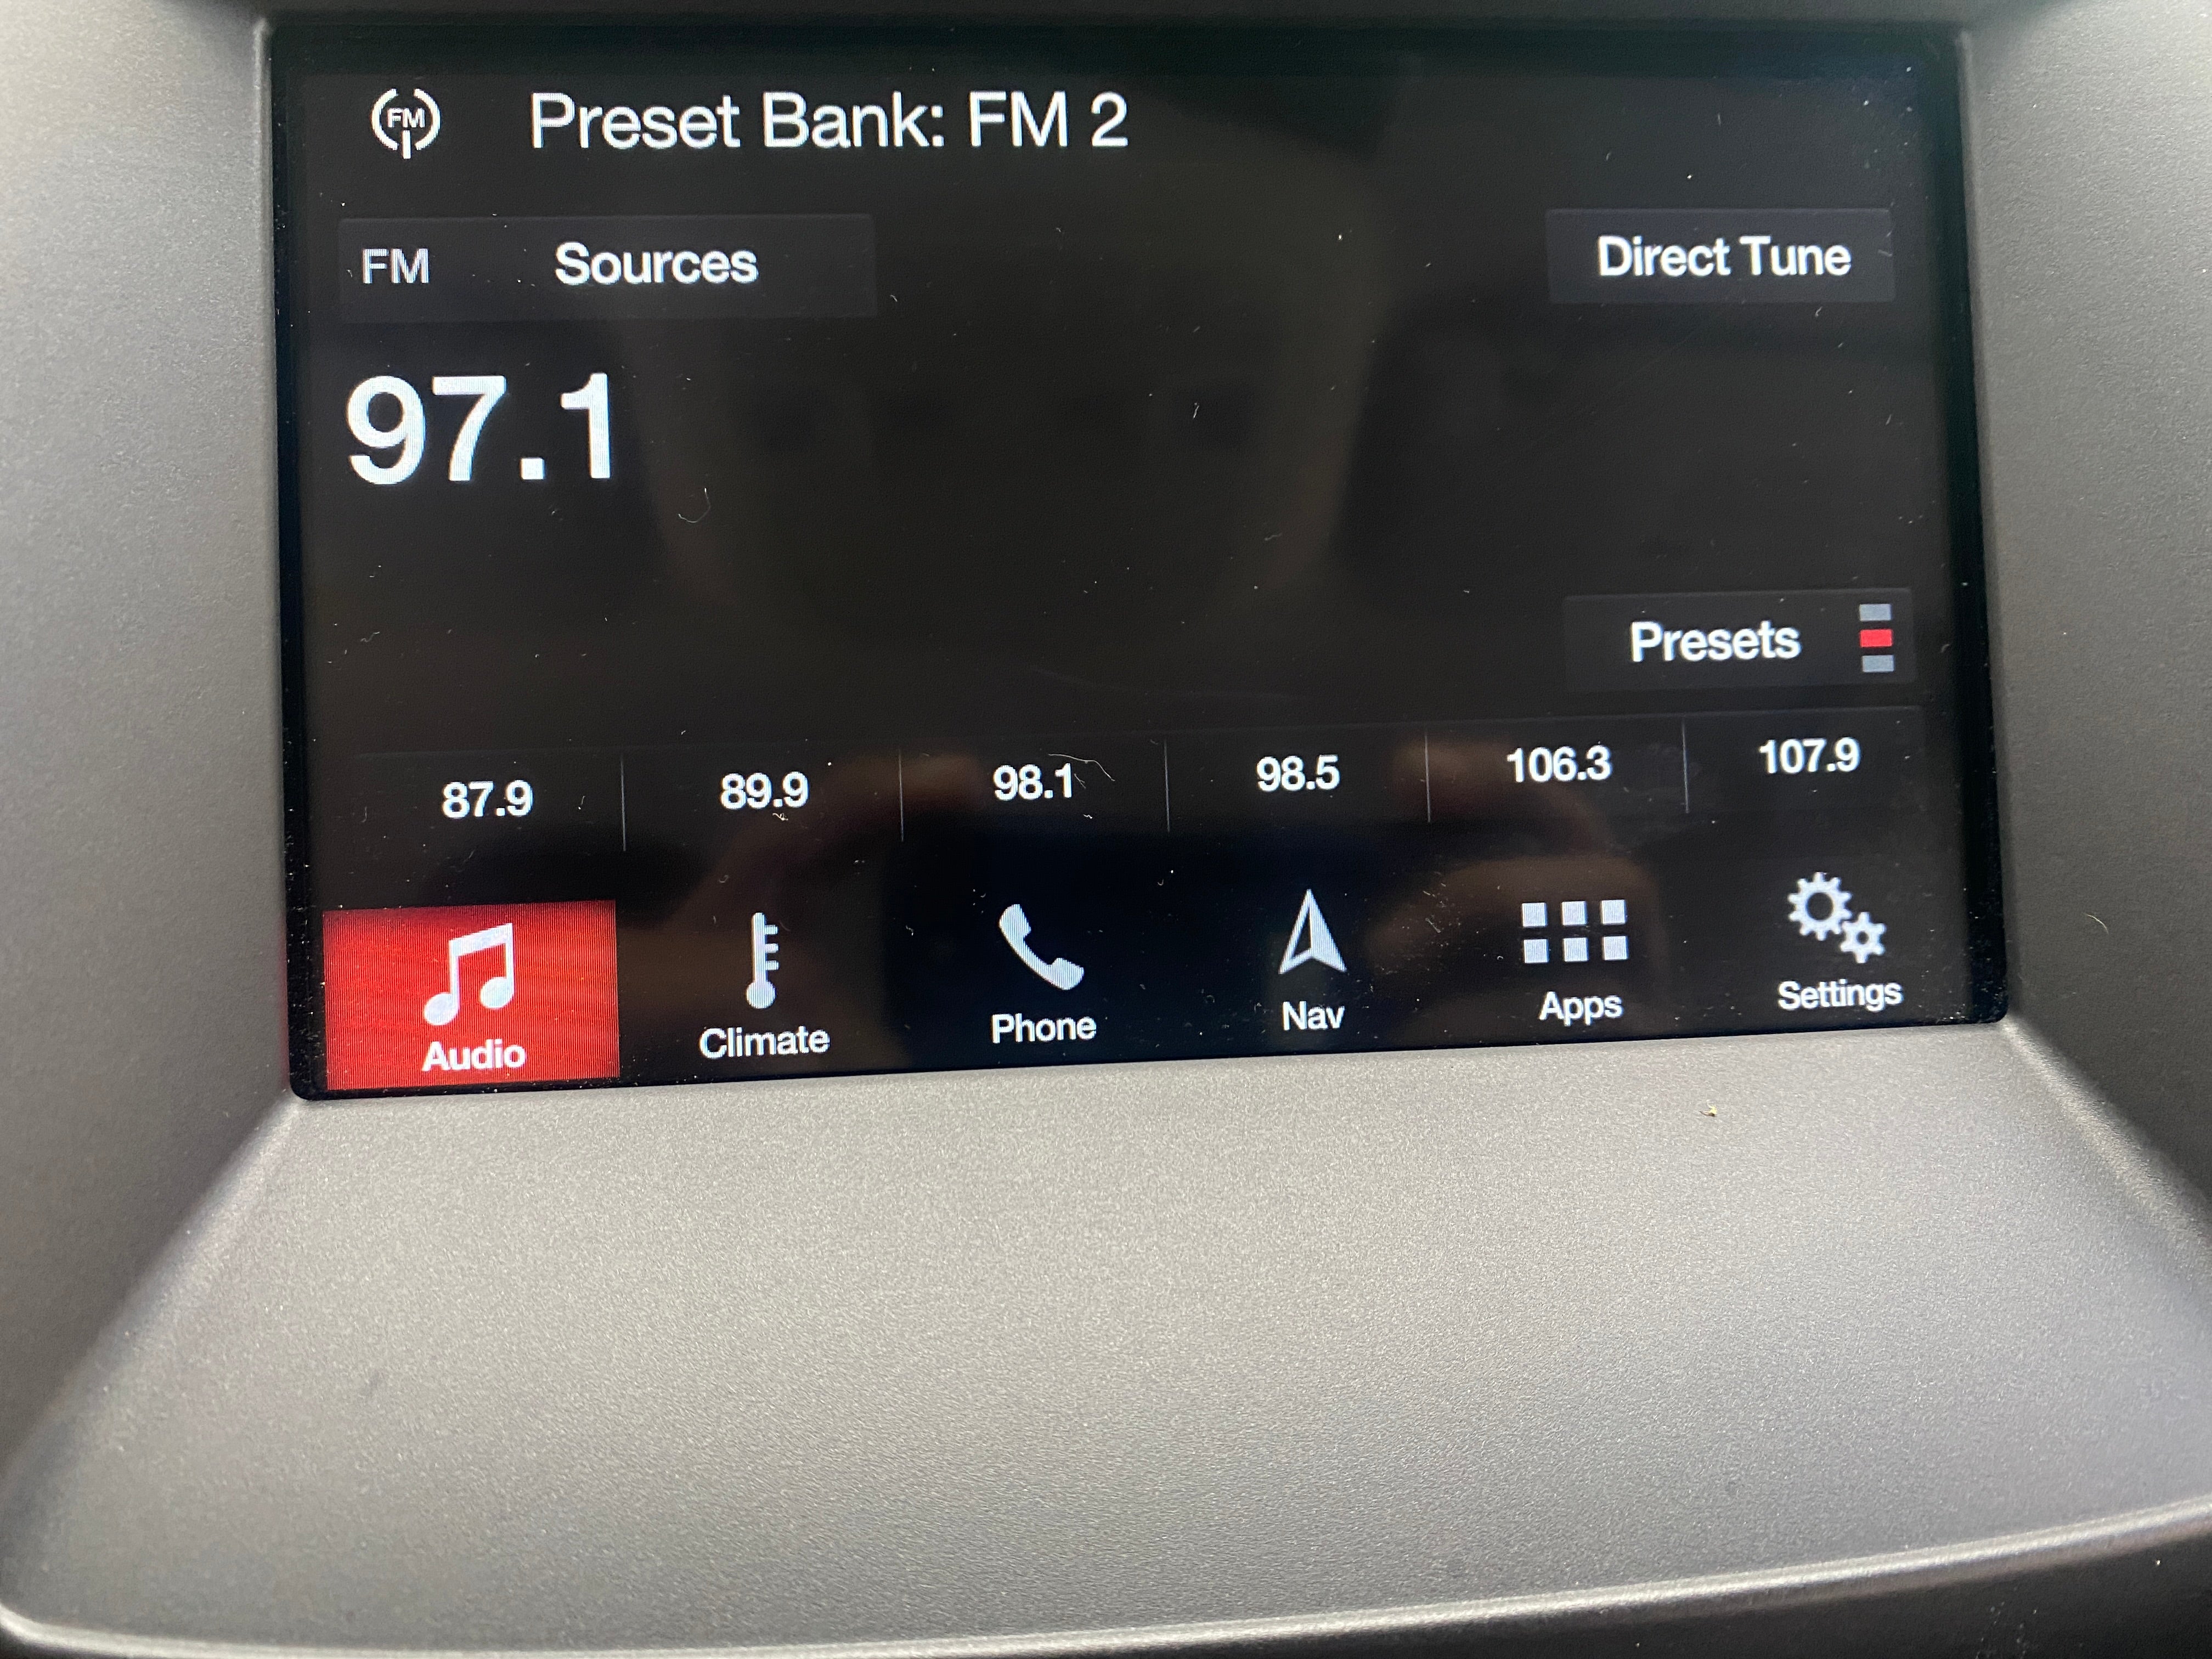 FM Preset Bank: FM 2
FM Sources Direct Tune
97.1
Presets
87.9 89.9 98.1 98.5 106.3 107.9
Audio Climate Phone Nav Apps Settings